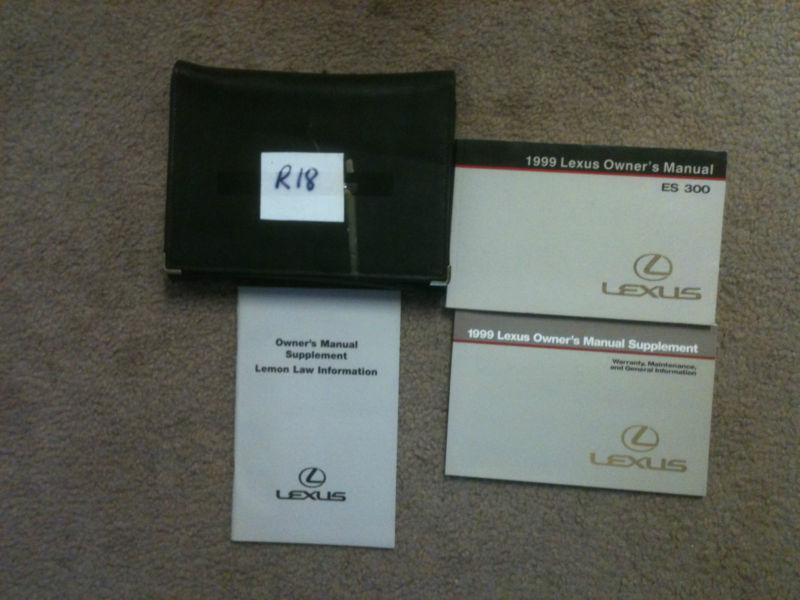 R18
1999 Lexus Owner's Manual
ES 300
LEXUS
1999 Lexus Owner's Manual Supplement
Warranty, Maintenance,
and General Information
LEXUS
Owner's Manual
Supplement
Lemon Law Information
LEXUS